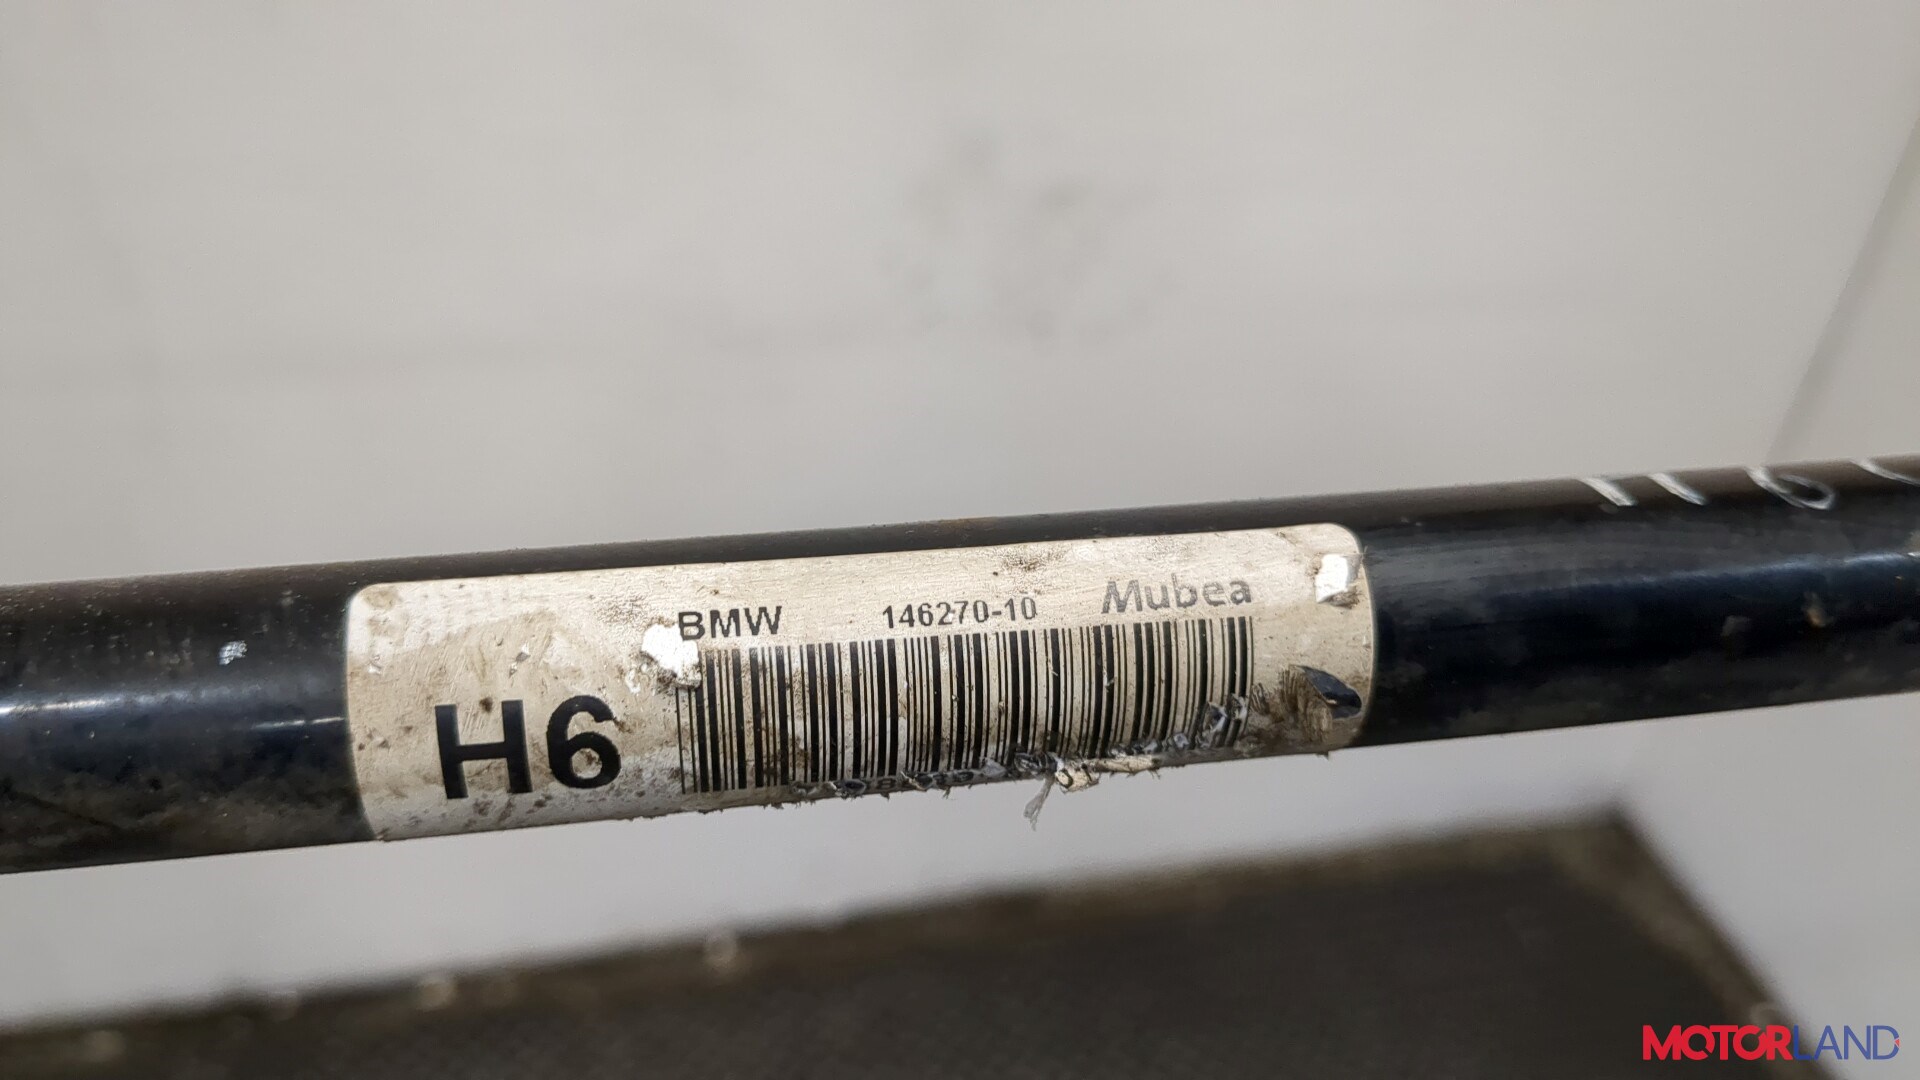 BMW 146270-10 Mubea
H6
MOTORLAND